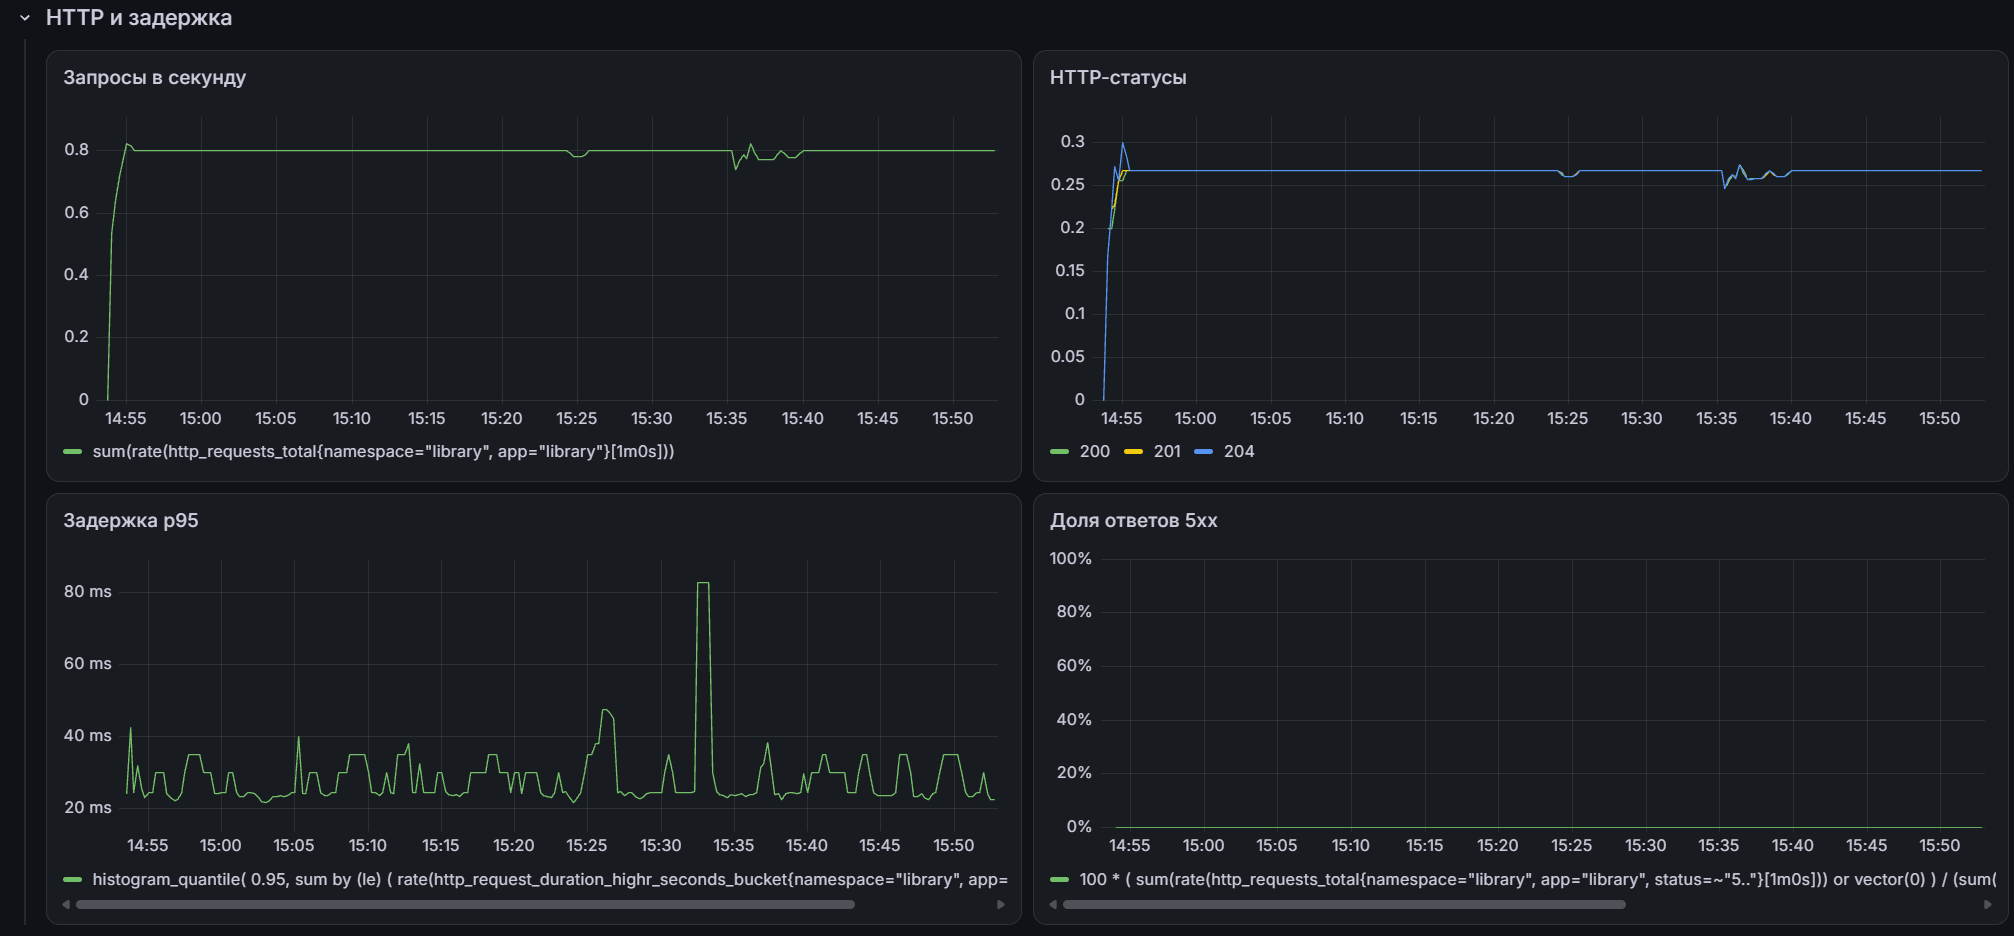 HTTP и задержка
Запросы в секунду
0.8
0.6
0.4
0.2
0
14:55 15:00 15:05 15:10 15:15 15:20 15:25 15:30 15:35 15:40 15:45 15:50
sum(rate(http_requests_total{namespace="library", app="library"}[1m0s]))
HTTP-статусы
0.3
0.25
0.2
0.15
0.1
0.05
0
14:55 15:00 15:05 15:10 15:15 15:20 15:25 15:30 15:35 15:40 15:45 15:50
200 201 204
Задержка p95
80 ms
60 ms
40 ms
20 ms
14:55 15:00 15:05 15:10 15:15 15:20 15:25 15:30 15:35 15:40 15:45 15:50
histogram_quantile( 0.95, sum by (le) ( rate(http_request_duration_highr_seconds_bucket{namespace="library", app=
Доля ответов 5xx
100%
80%
60%
40%
20%
0%
14:55 15:00 15:05 15:10 15:15 15:20 15:25 15:30 15:35 15:40 15:45 15:50
100 * ( sum(rate(http_requests_total{namespace="library", app="library", status=~"5.."}[1m0s])) or vector(0) ) / (sum(